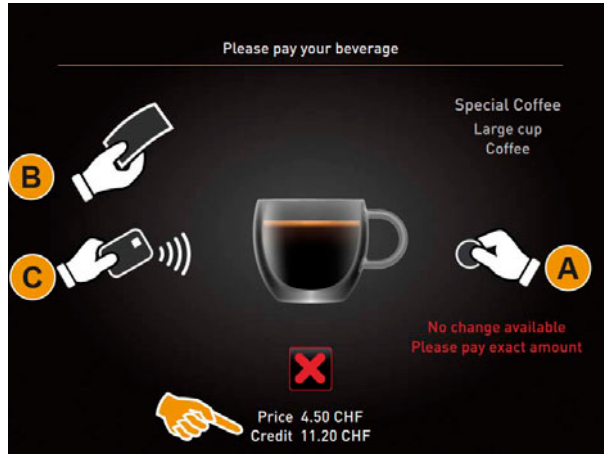 Please pay your beverage
Special Coffee
Large cup
Coffee
B
C
A
No change available
Please pay exact amount
Price 4.50 CHF
Credit 11.20 CHF